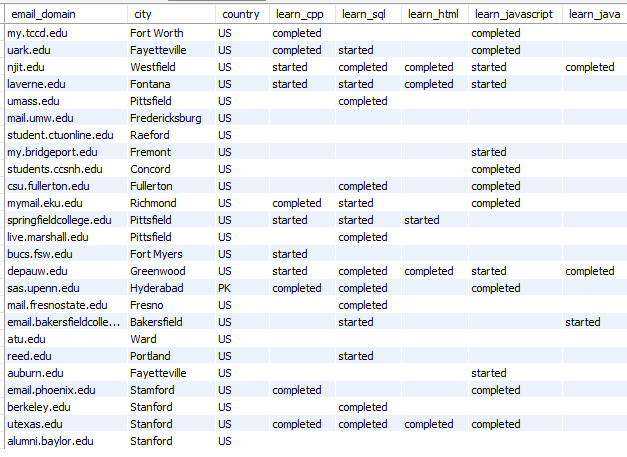 email_domain city country learn_cpp learn_sql learn_html learn_javascript learn_java
my.tccd.edu Fort Worth US completed completed
uark.edu Fayetteville US completed started completed
njit.edu Westfield US started completed completed started completed
laverne.edu Fontana US started started completed started
umass.edu Pittsfield US completed
mail.umw.edu Fredericksburg US
student.ctuonline.edu Raeford US
my.bridgeport.edu Fremont US started
students.ccsnh.edu Concord US completed
csu.fullerton.edu Fullerton US completed completed
mymail.eku.edu Richmond US completed started completed
springfieldcollege.edu Pittsfield US started started started
live.marshall.edu Pittsfield US completed
bucs.fsw.edu Fort Myers US started
depauw.edu Greenwood US started completed completed started completed
sas.upenn.edu Hyderabad PK completed completed completed
mail.fresnostate.edu Fresno US completed
email.bakersfieldcolle... Bakersfield US started started
atu.edu Ward US
reed.edu Portland US started
auburn.edu Fayetteville US started
email.phoenix.edu Stamford US completed completed
berkeley.edu Stanford US completed
utexas.edu Stanford US completed completed completed completed
alumni.baylor.edu Stanford US